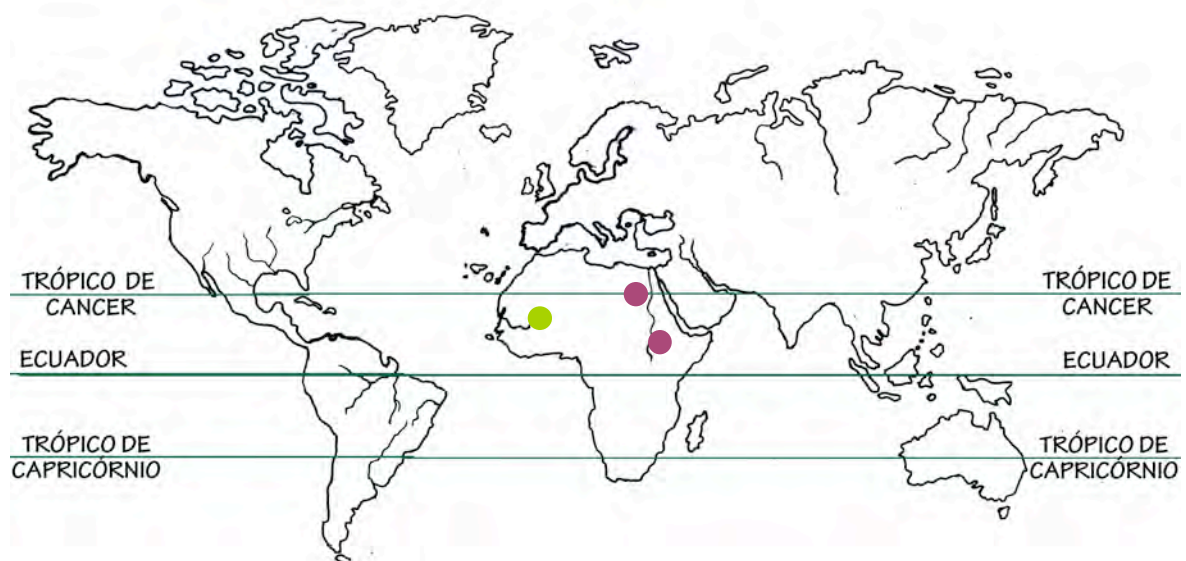 TRÓPICO DE
CANCER
TRÓPICO DE
CANCER
ECUADOR
ECUADOR
TRÓPICO DE
CAPRICÓRNIO
TRÓPICO DE
CAPRICÓRNIO